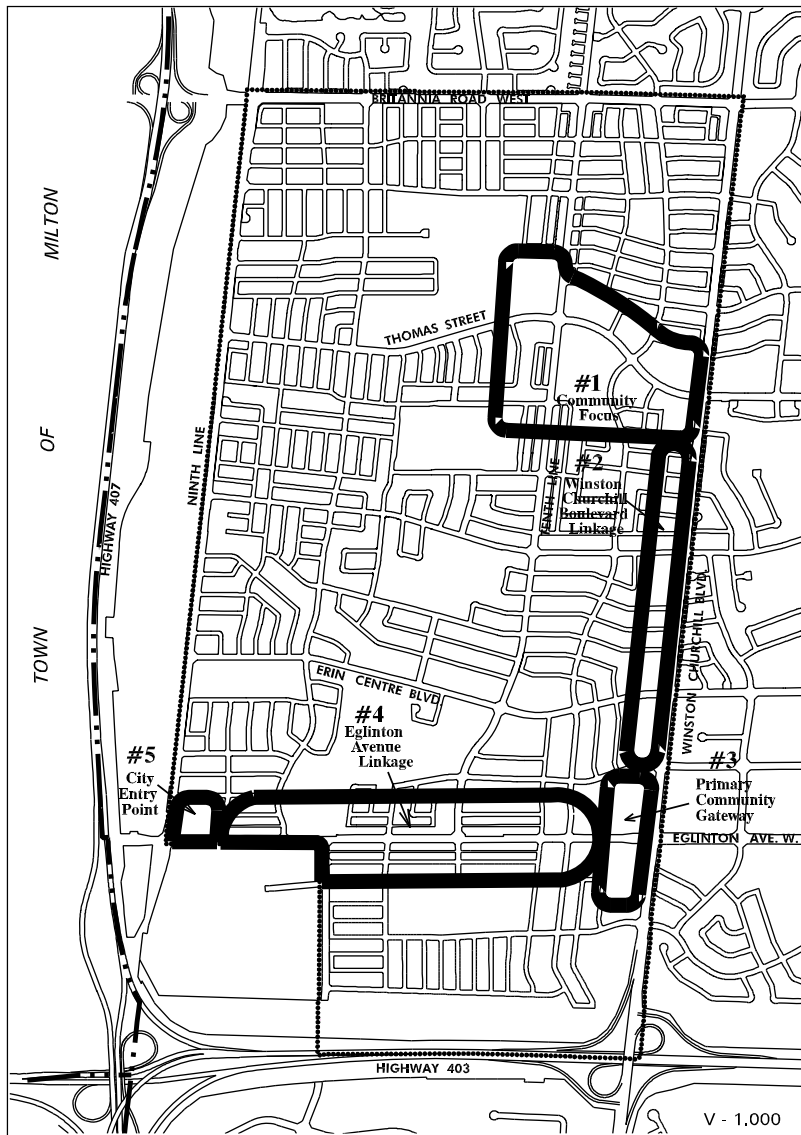 BRITANNIA ROAD WEST
MILTON
THOMAS STREET
#1
Community
Focus
OF
NINTH LINE
#2
Winston
Churchill
Boulevard
Linkage
TENTH LINE
HIGHWAY 407
TOWN
WINSTON CHURCHILL BLVD.
ERIN CENTRE BLVD
#4
Eglinton
Avenue
Linkage
#5
City
Entry
Point
#3
Primary
Community
Gateway
EGLINTON AVE. W.
HIGHWAY 403
V - 1.000